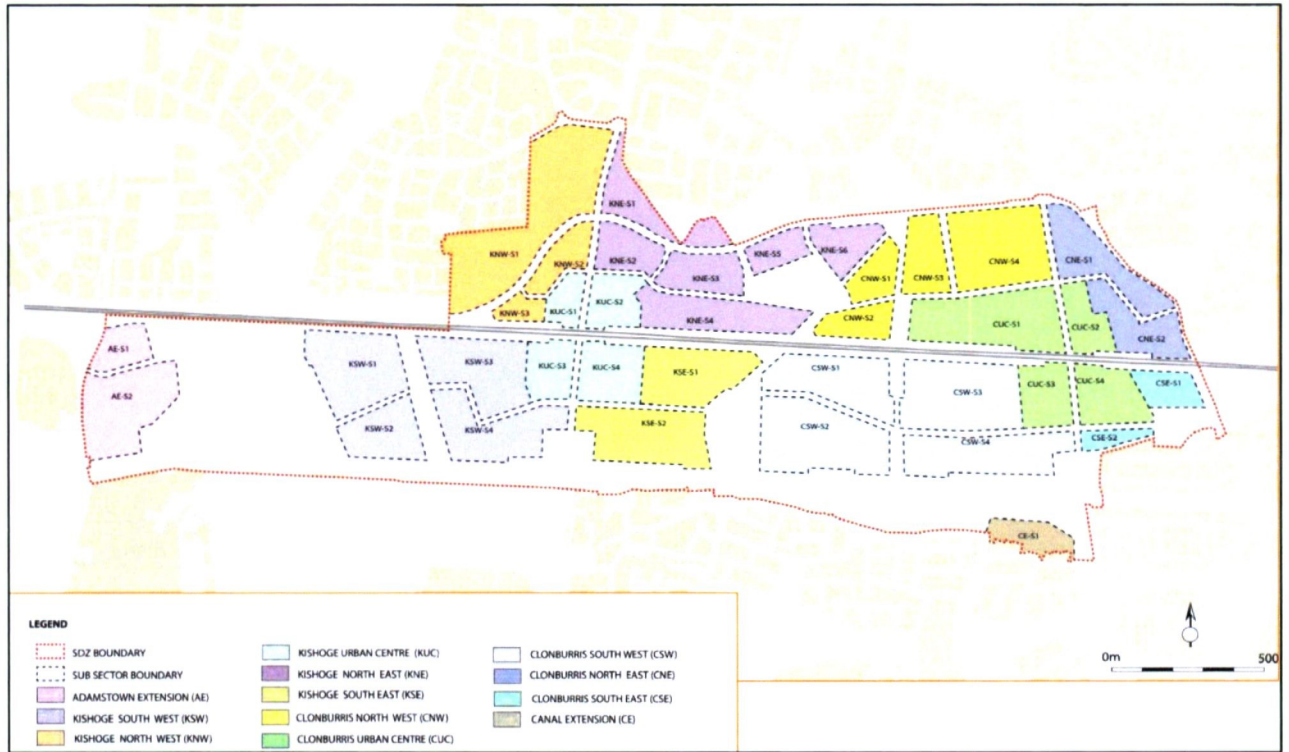 KNE-S1
KNW-S1
KNW-S2
KNE-S2
KNE-S3
KNE-S5
KNE-S6
CNW-S1
CNW-S3
CNW-S4
CNE-S1
KNW-S3
KUC-S1
KUC-S2
KNE-S4
CNW-S2
CUC-S1
CUC-S2
CNE-S2
AE-S1
AE-S2
KSW-S1
KSW-S3
KUC-S3
KUC-S4
KSE-S1
CSW-S1
CSW-S3
CUC-S3
CUC-S4
CSE-S1
KSW-S2
KSW-S4
KSE-S2
CSW-S2
CSW-S4
CSE-S2
CE-S1
0m 500
LEGEND
SDZ BOUNDARY
SUB SECTOR BOUNDARY
ADAMSTOWN EXTENSION (AE)
KISHOGE SOUTH WEST (KSW)
KISHOGE NORTH WEST (KNW)
KISHOGE URBAN CENTRE (KUC)
KISHOGE NORTH EAST (KNE)
KISHOGE SOUTH EAST (KSE)
CLONBURRIS NORTH WEST (CNW)
CLONBURRIS URBAN CENTRE (CUC)
CLONBURRIS SOUTH WEST (CSW)
CLONBURRIS NORTH EAST (CNE)
CLONBURRIS SOUTH EAST (CSE)
CANAL EXTENSION (CE)